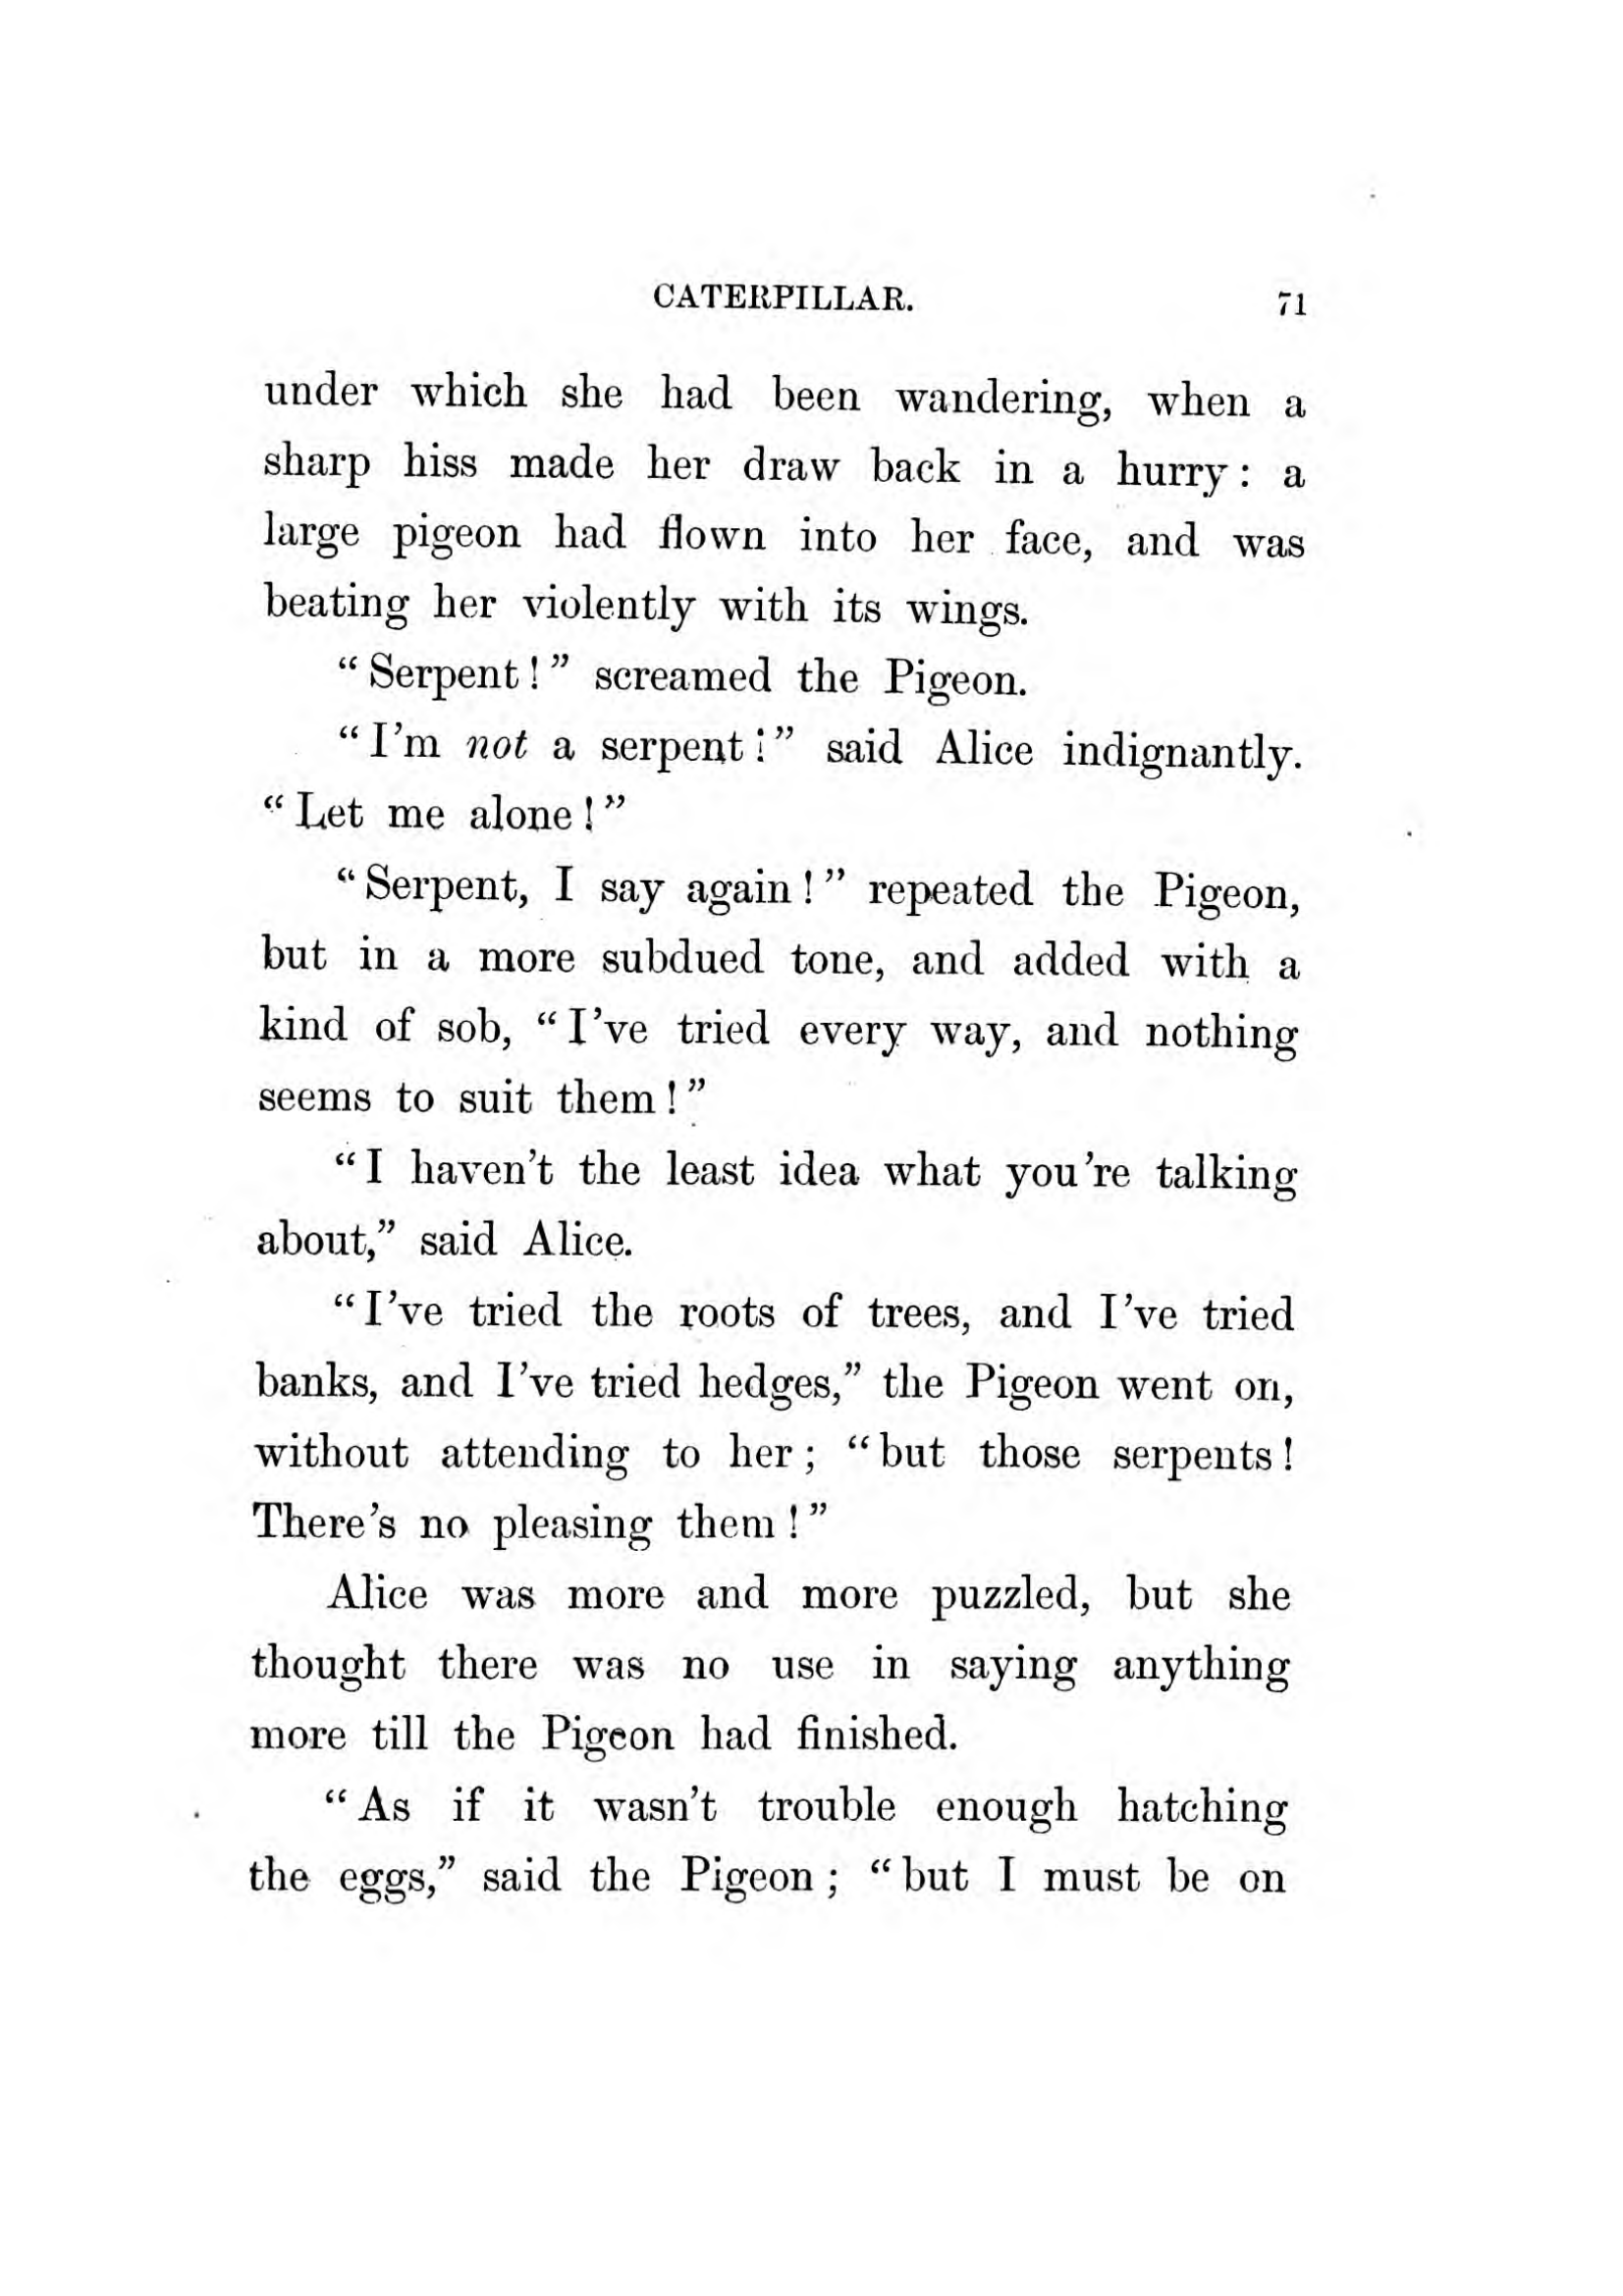 CATERPILLAR. 71
under which she had been wandering, when a
sharp hiss made her draw back in a hurry: a
large pigeon had flown into her face, and was
beating her violently with its wings.
“Serpent!” screamed the Pigeon.
“I’m not a serpent!” said Alice indignantly.
“Let me alone!”
“Serpent, I say again!” repeated the Pigeon,
but in a more subdued tone, and added with a
kind of sob, “I’ve tried every way, and nothing
seems to suit them!”
“I haven’t the least idea what you’re talking
about,” said Alice.
“I’ve tried the roots of trees, and I’ve tried
banks, and I’ve tried hedges,” the Pigeon went on,
without attending to her; “but those serpents!
There’s no pleasing them!”
Alice was more and more puzzled, but she
thought there was no use in saying anything
more till the Pigeon had finished.
“As if it wasn’t trouble enough hatching
the eggs,” said the Pigeon; “but I must be on